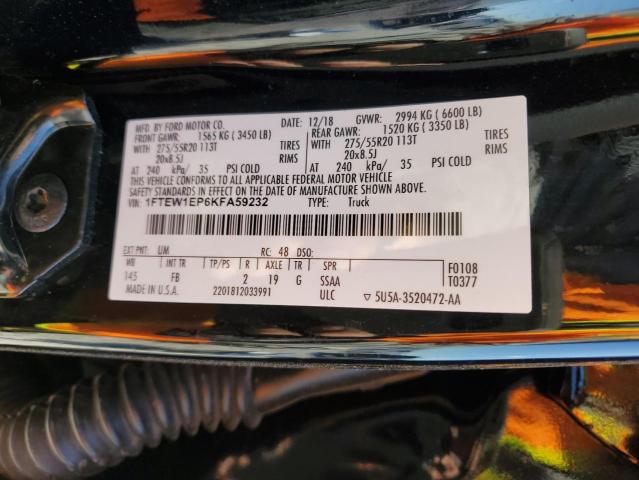 MFD. BY FORD MOTOR CO. DATE: 12/18 GVWR: 2994 KG ( 6600 LB)
FRONT GAWR: 1565 KG ( 3450 LB) REAR GAWR: 1520 KG ( 3350 LB)
WITH 275/55R20 113T TIRES WITH 275/55R20 113T TIRES
20x8.5J RIMS 20x8.5J RIMS
AT 240 kPa/ 35 PSI COLD AT 240 kPa/ 35 PSI COLD
THIS VEHICLE CONFORMS TO ALL APPLICABLE FEDERAL MOTOR VEHICLE
SAFETY STANDARDS IN EFFECT ON THE DATE OF MANUFACTURE SHOWN ABOVE.
VIN: 1FTEW1EP6KFA59232 TYPE: Truck
EXT PNT: UM RC: 48 DSO: F0108
WB INT TR TP/PS R AXLE TR SPR T0377
145 FB 2 19 G SSAA
MADE IN U.S.A. 2201812033991 ULC ▽ 5U5A-3520472-AA